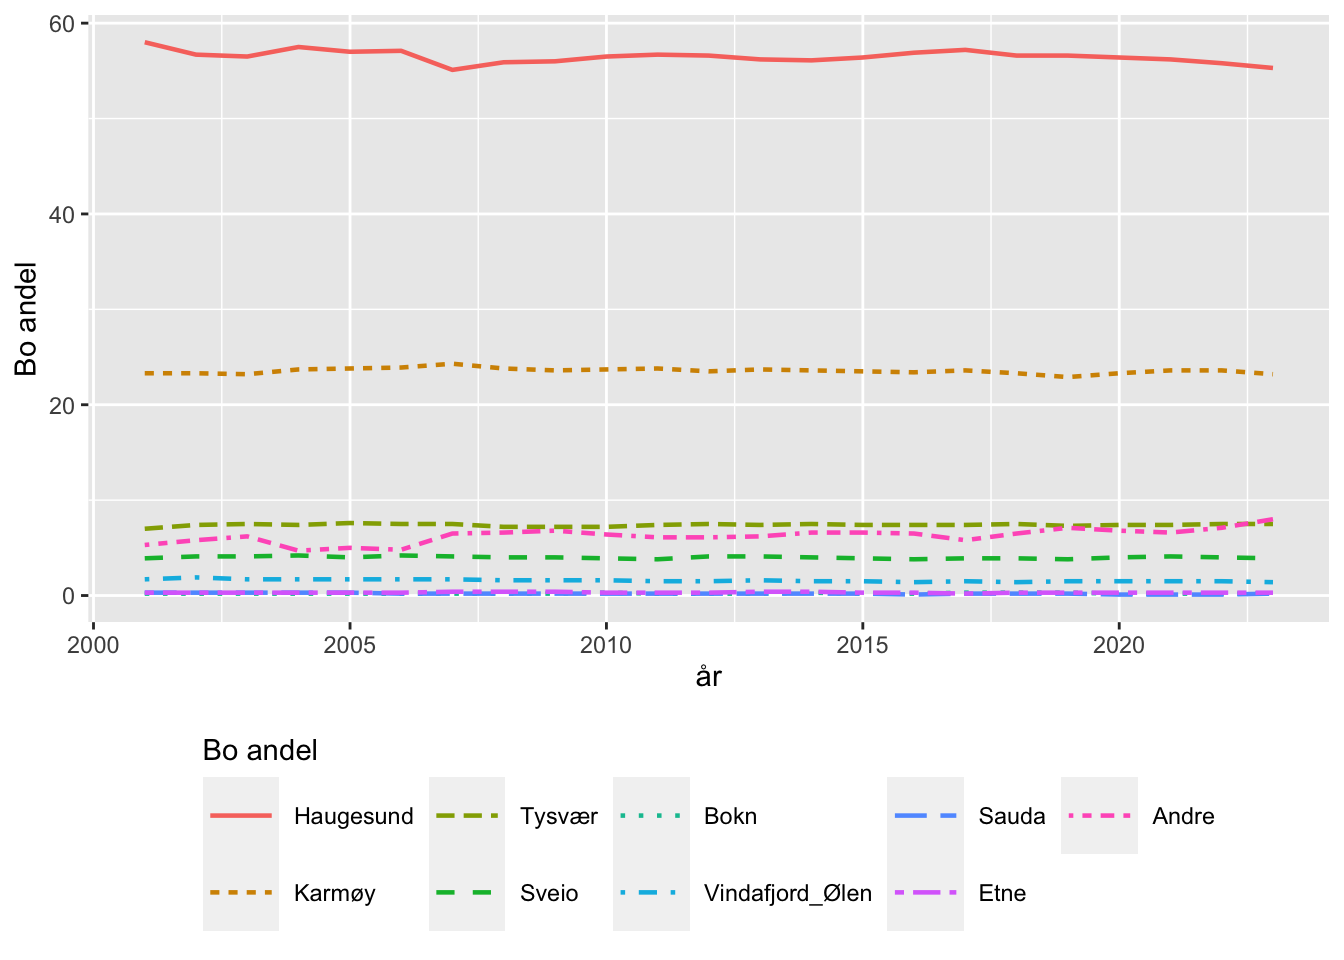 60
40
20
0
Bo andel
2000 2005 2010 2015 2020
år
Bo andel
Haugesund Tysvær Bokn Sauda Andre
Karmøy Sveio Vindafjord_Ølen Etne